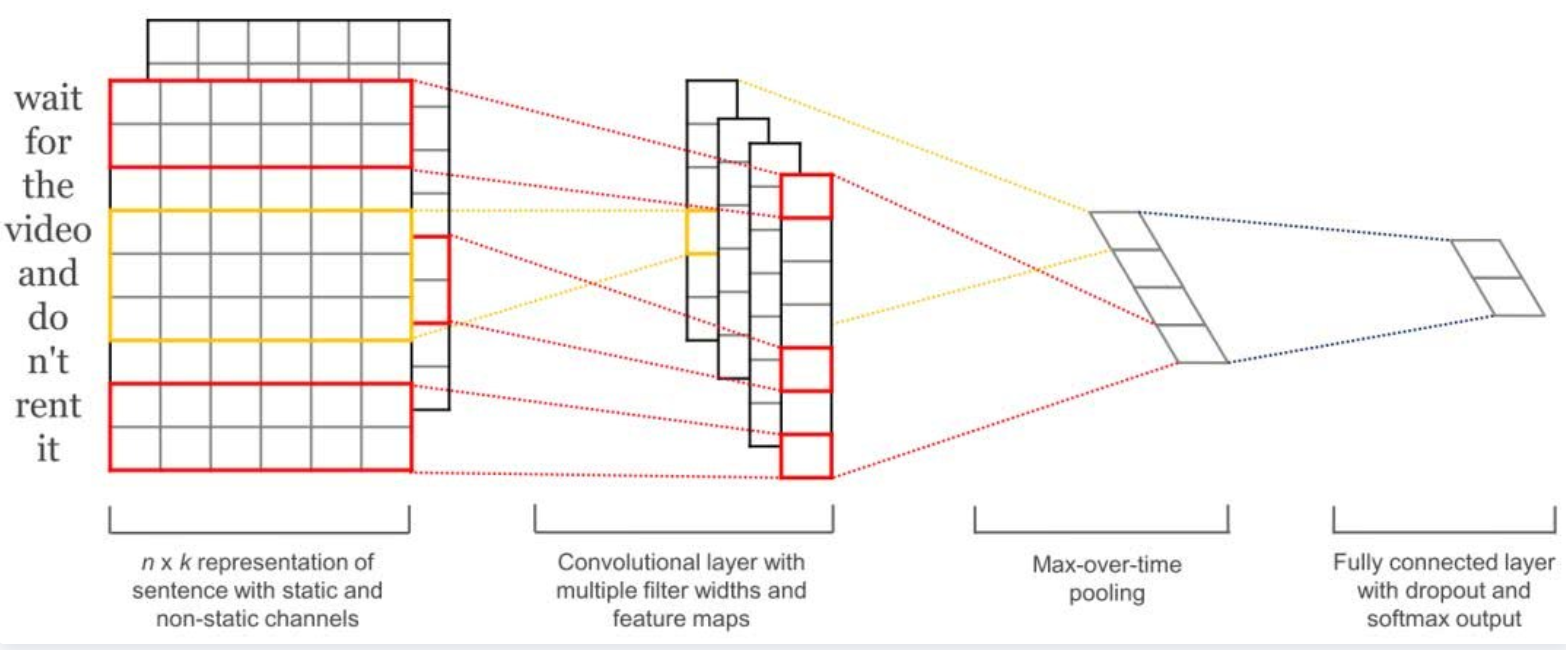 wait
for
the
video
and
do
n't
rent
it
n x k representation of
sentence with static and
non-static channels
Convolutional layer with
multiple filter widths and
feature maps
Max-over-time
pooling
Fully connected layer
with dropout and
softmax output